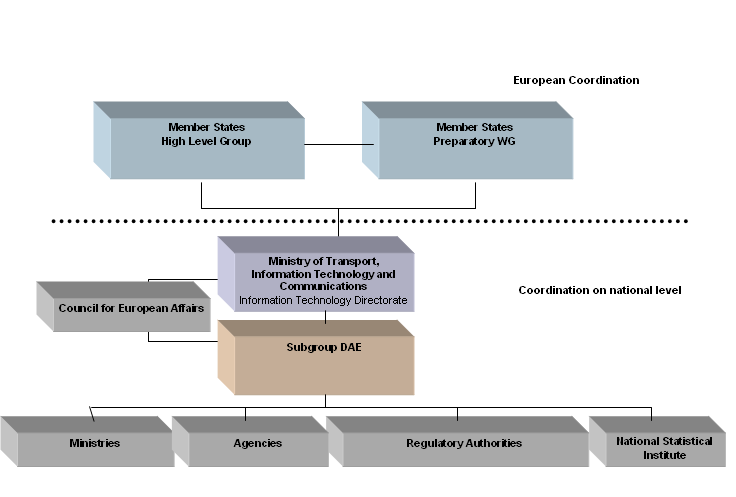 European Coordination
Member States
High Level Group
Member States
Preparatory WG
Ministry of Transport,
Information Technology and
Communications
Information Technology Directorate
Coordination on national level
Council for European Affairs
Subgroup DAE
Ministries
Agencies
Regulatory Authorities
National Statistical
Institute